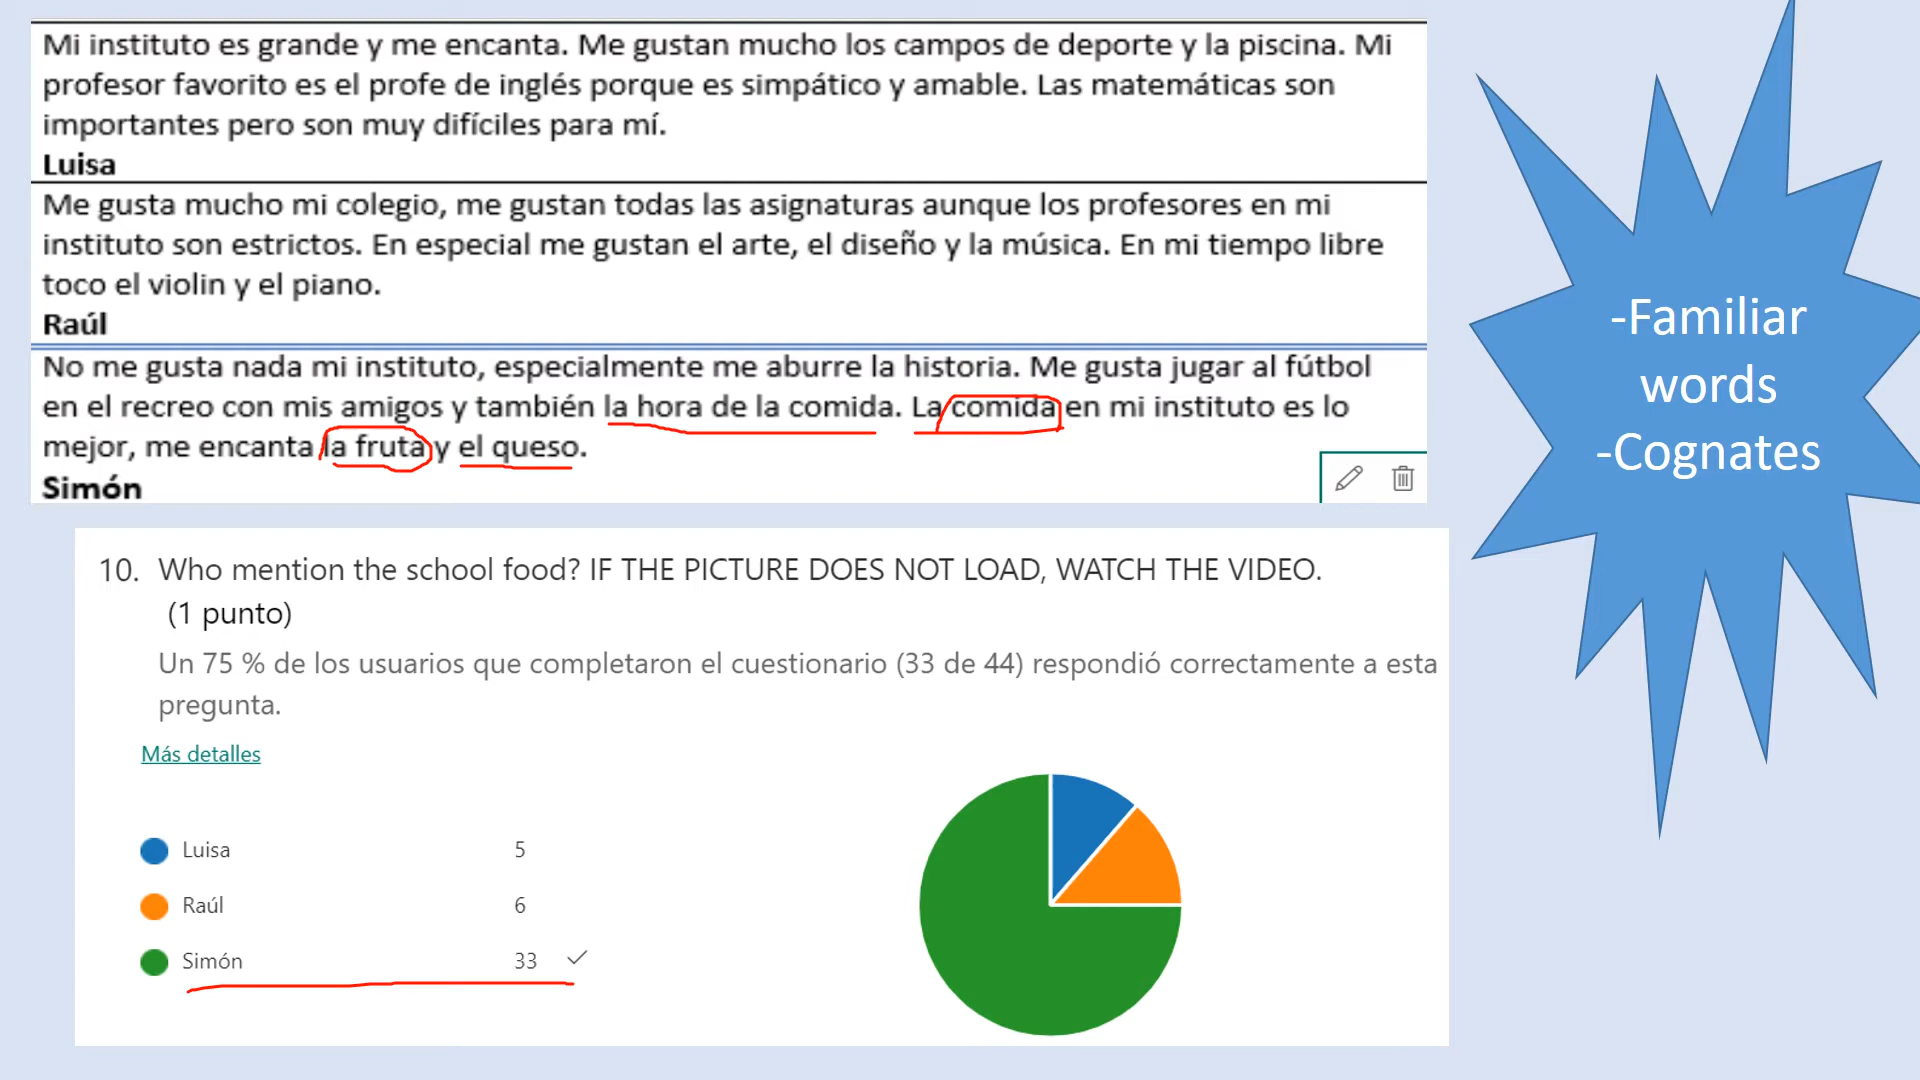 Mi instituto es grande y me encanta. Me gustan mucho los campos de deporte y la piscina. Mi
profesor favorito es el profe de inglés porque es simpático y amable. Las matemáticas son
importantes pero son muy difíciles para mí.
Luisa
Me gusta mucho mi colegio, me gustan todas las asignaturas aunque los profesores en mi
instituto son estrictos. En especial me gustan el arte, el diseño y la música. En mi tiempo libre
toco el violin y el piano.
Raúl
No me gusta nada mi instituto, especialmente me aburre la historia. Me gusta jugar al fútbol
en el recreo con mis amigos y también la hora de la comida. La comida en mi instituto es lo
mejor, me encanta la fruta y el queso.
Simón
-Familiar
words
-Cognates
10. Who mention the school food? IF THE PICTURE DOES NOT LOAD, WATCH THE VIDEO.
(1 punto)
Un 75 % de los usuarios que completaron el cuestionario (33 de 44) respondió correctamente a esta
pregunta.
Más detalles
Luisa 5
Raúl 6
Simón 33